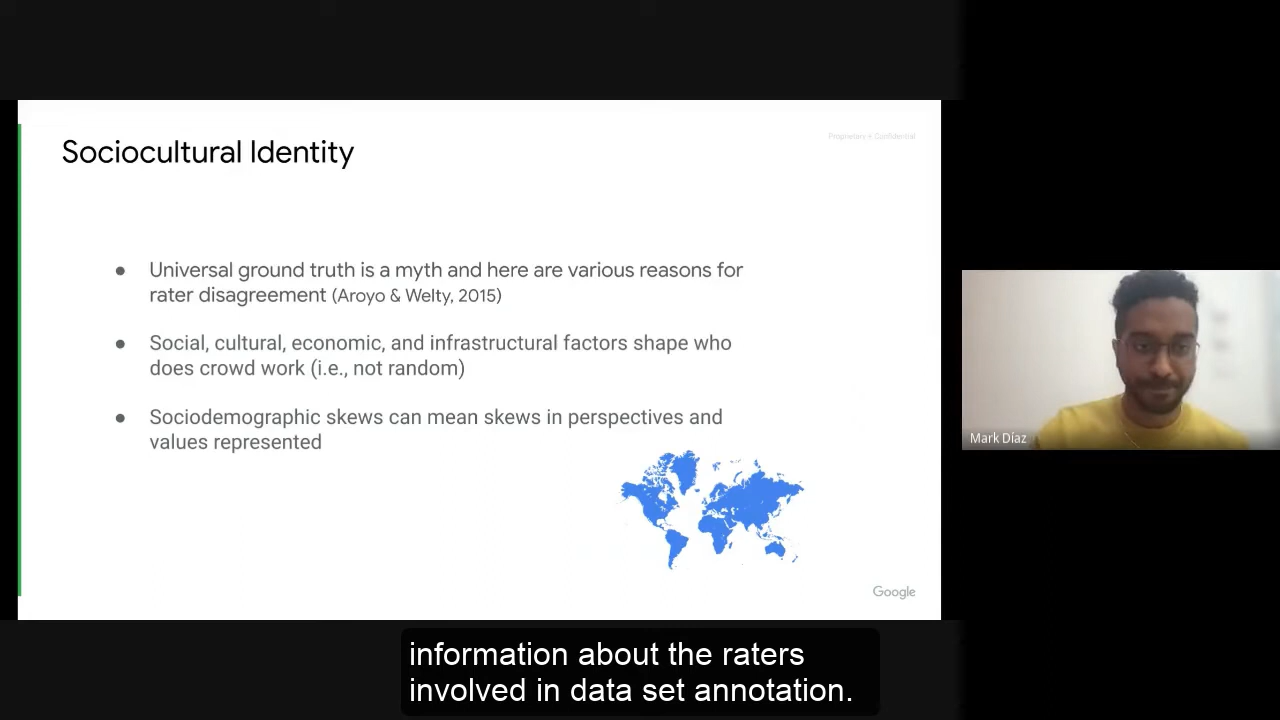 Sociocultural Identity
Proprietary + Confidential
● Universal ground truth is a myth and here are various reasons for
rater disagreement (Aroyo & Welty, 2015)
● Social, cultural, economic, and infrastructural factors shape who
does crowd work (i.e., not random)
● Sociodemographic skews can mean skews in perspectives and
values represented
Google
Mark Díaz
information about the raters
involved in data set annotation.